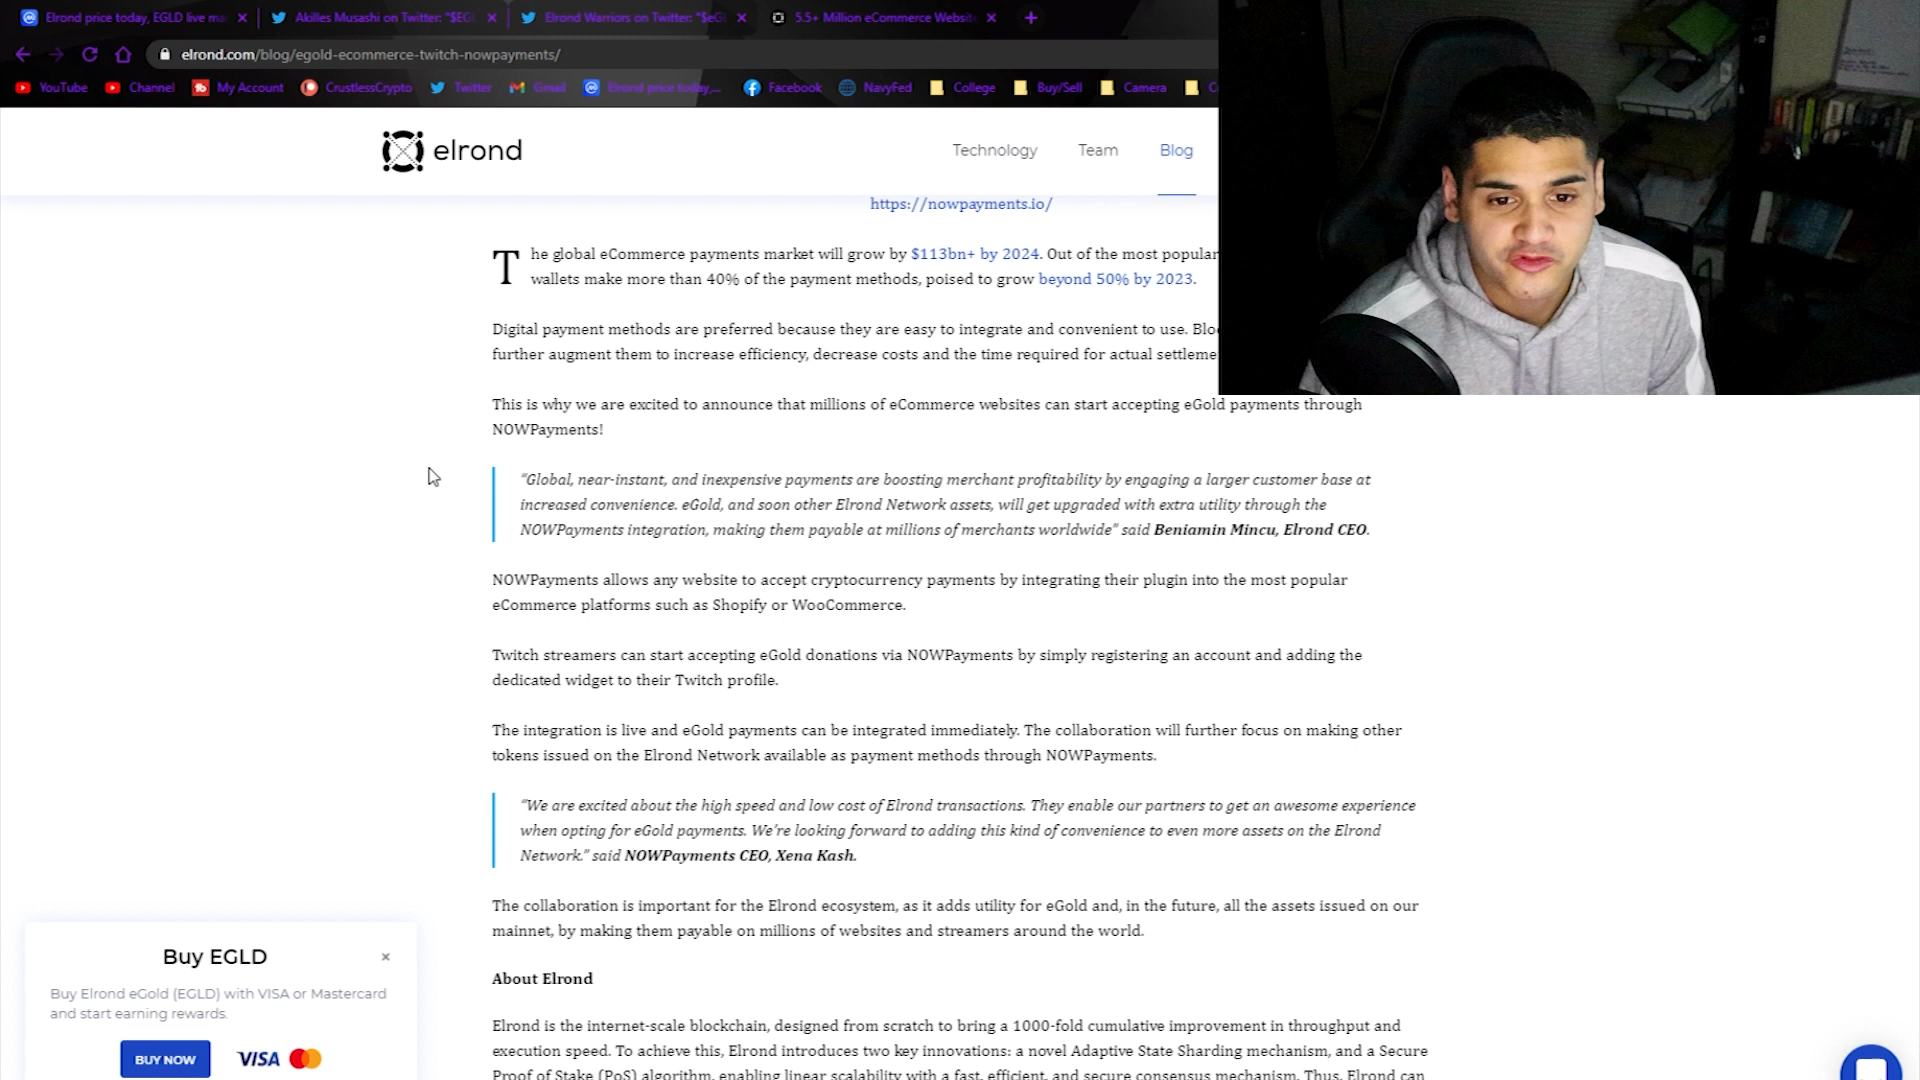 Elrond price today, EGLD live ma
Akilles Musashi on Twitter: "$EG
Elrond Warriors on Twitter: "$eG
5.5+ Million eCommerce Websit
elrond.com/blog/egold-ecommerce-twitch-nowpayments/
YouTube
Channel
My Account
CrustlessCrypto
Twitter
Gmail
Elrond price today,...
Facebook
NavyFed
College
Buy/Sell
Camera
C
elrond
Technology
Team
Blog
https://nowpayments.io/
The global eCommerce payments market will grow by $113bn+ by 2024. Out of the most popular
wallets make more than 40% of the payment methods, poised to grow beyond 50% by 2023.
Digital payment methods are preferred because they are easy to integrate and convenient to use. Blo
further augment them to increase efficiency, decrease costs and the time required for actual settleme
This is why we are excited to announce that millions of eCommerce websites can start accepting eGold payments through
NOWPayments!
"Global, near-instant, and inexpensive payments are boosting merchant profitability by engaging a larger customer base at
increased convenience. eGold, and soon other Elrond Network assets, will get upgraded with extra utility through the
NOWPayments integration, making them payable at millions of merchants worldwide" said Beniamin Mincu, Elrond CEO.
NOWPayments allows any website to accept cryptocurrency payments by integrating their plugin into the most popular
eCommerce platforms such as Shopify or WooCommerce.
Twitch streamers can start accepting eGold donations via NOWPayments by simply registering an account and adding the
dedicated widget to their Twitch profile.
The integration is live and eGold payments can be integrated immediately. The collaboration will further focus on making other
tokens issued on the Elrond Network available as payment methods through NOWPayments.
"We are excited about the high speed and low cost of Elrond transactions. They enable our partners to get an awesome experience
when opting for eGold payments. We're looking forward to adding this kind of convenience to even more assets on the Elrond
Network." said NOWPayments CEO, Xena Kash.
The collaboration is important for the Elrond ecosystem, as it adds utility for eGold and, in the future, all the assets issued on our
mainnet, by making them payable on millions of websites and streamers around the world.
About Elrond
Elrond is the internet-scale blockchain, designed from scratch to bring a 1000-fold cumulative improvement in throughput and
execution speed. To achieve this, Elrond introduces two key innovations: a novel Adaptive State Sharding mechanism, and a Secure
Proof of Stake (PoS) algorithm, enabling linear scalability with a fast, efficient, and secure consensus mechanism. Thus, Elrond can
Buy EGLD
×
Buy Elrond eGold (EGLD) with VISA or Mastercard
and start earning rewards.
BUY NOW
VISA